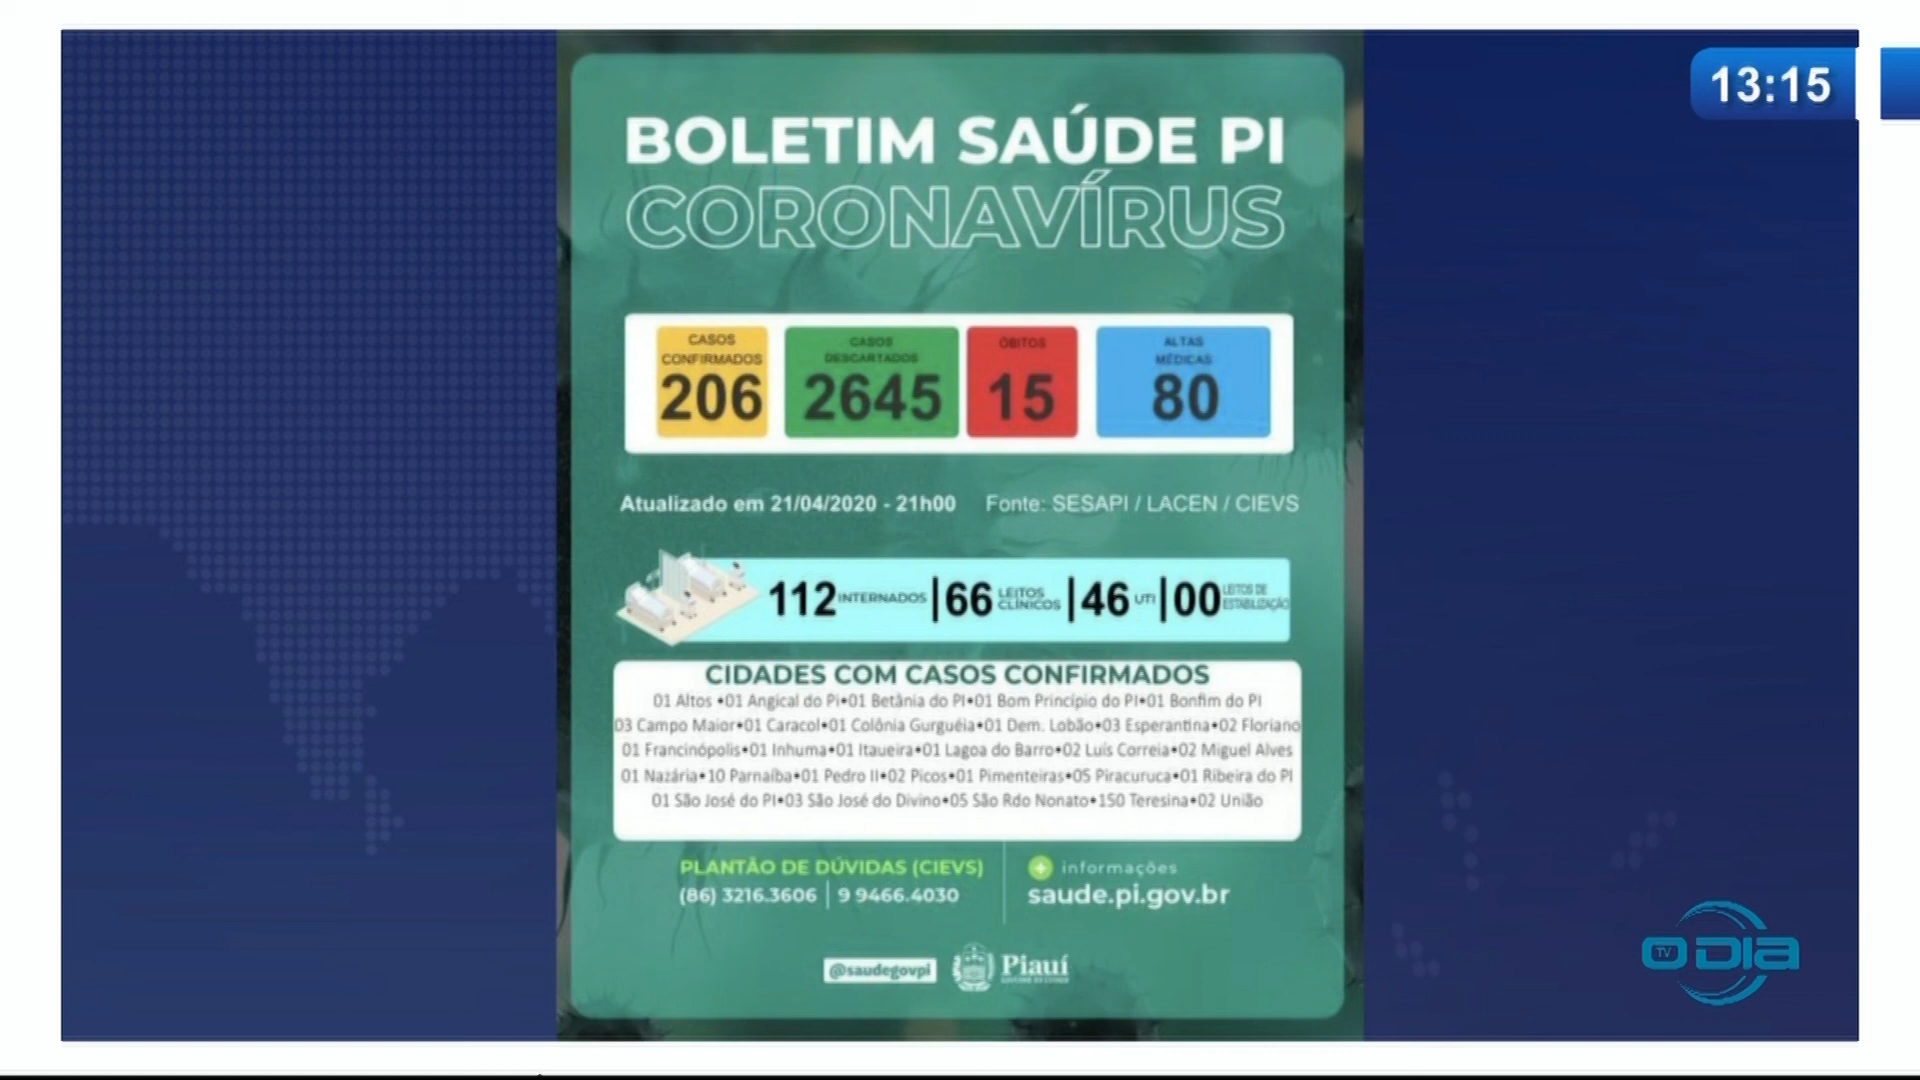 13:15
BOLETIM SAÚDE PI
CORONAVÍRUS
CASOS CONFIRMADOS
206
CASOS DESCARTADOS
2645
ÓBITOS
15
ALTAS MÉDICAS
80
Atualizado em 21/04/2020 - 21h00 Fonte: SESAPI / LACEN / CIEVS
112 INTERNADOS | 66 LEITOS CLÍNICOS | 46 UTI | 00 LEITOS DE ESTABILIZAÇÃO
CIDADES COM CASOS CONFIRMADOS
01 Altos •01 Angical do Pi•01 Betânia do PI•01 Bom Princípio do PI•01 Bonfim do PI
03 Campo Maior•01 Caracol•01 Colônia Gurguéia•01 Dem. Lobão•03 Esperantina•02 Floriano
01 Francinópolis•01 Inhuma•01 Itaueira•01 Lagoa do Barro•02 Luís Correia•02 Miguel Alves
01 Nazária•10 Parnaíba•01 Pedro II•02 Picos•01 Pimenteiras•05 Piracuruca•01 Ribeira do PI
01 São José do PI•03 São José do Divino•05 São Rdo Nonato•150 Teresina•02 União
PLANTÃO DE DÚVIDAS (CIEVS)
(86) 3216.3606 | 9 9466.4030
+ informações
saude.pi.gov.br
@saudegovpi
Piauí
TV O DIA